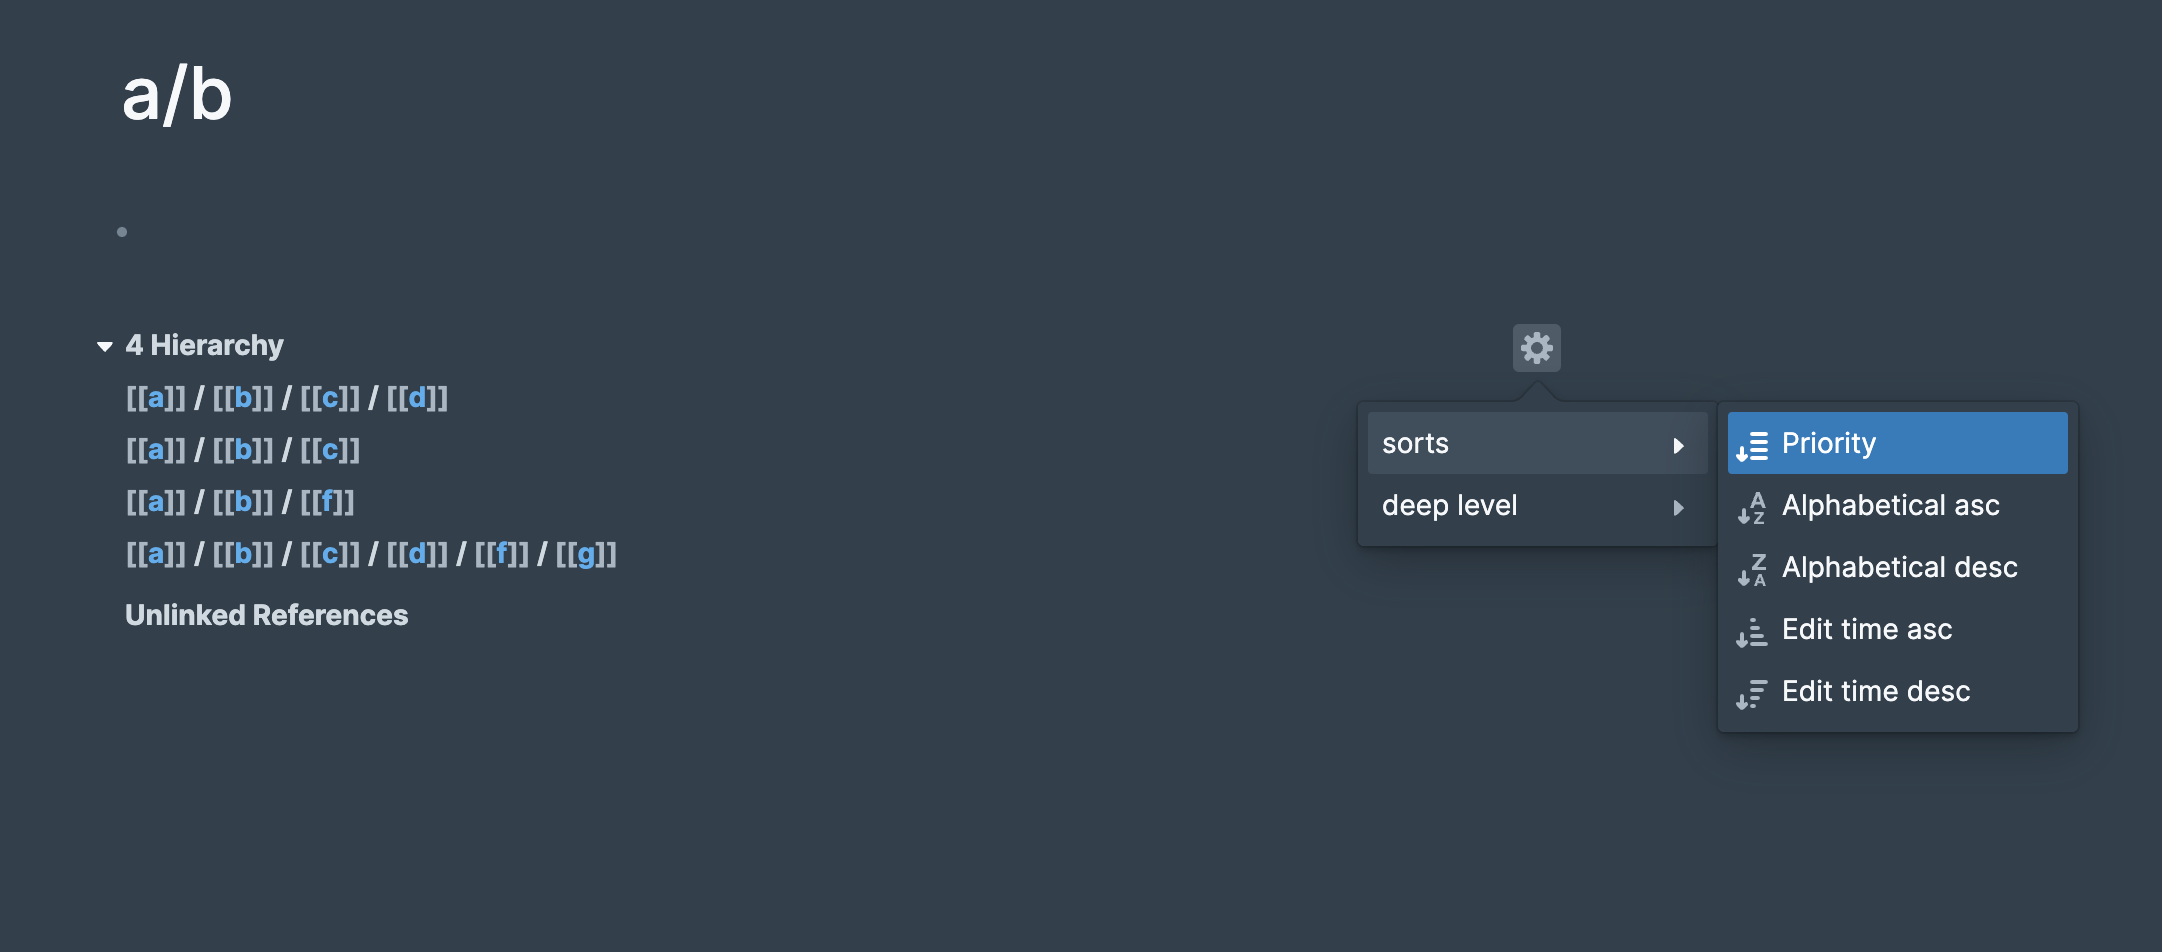 a/b
4 Hierarchy
[[a]] / [[b]] / [[c]] / [[d]]
[[a]] / [[b]] / [[c]]
[[a]] / [[b]] / [[f]]
[[a]] / [[b]] / [[c]] / [[d]] / [[f]] / [[g]]
Unlinked References
sorts
deep level
Priority
Alphabetical asc
Alphabetical desc
Edit time asc
Edit time desc